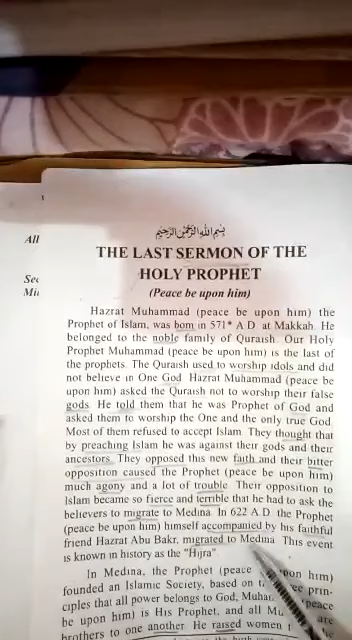 All
Sec
Mi
1
بسم الله الرحمن الرحيم
THE LAST SERMON OF THE
HOLY PROPHET
(Peace be upon him)
Hazrat Muhammad (peace be upon him) the
Prophet of Islam, was born in 571* A D at Makkah. He
belonged to the noble family of Quraish. Our Holy
Prophet Muhammad (peace be upon him) is the last of
the prophets. The Quraish used to worship idols and did
not believe in One God Hazrat Muhammad (peace be
upon him) asked the Quraish not to worship their false
gods. He told them that he was Prophet of God and
asked them to worship the One and the only true God
Most of them refused to accept Islam. They thought that
by preaching Islam he was against their gods and their
ancestors. They opposed this new faith and their bitter
opposition caused the Prophet (peace be upon him)
much agony and a lot of trouble. Their opposition to
Islam became so fierce and terrible that he had to ask the
believers to migrate to Medina. In 622 A.D the Prophet
(peace be upon him) himself accompanied by his faithful
friend Hazrat Abu Bakr, migrated to Medina This event
is known in history as the "Hijra"
In Medina, the Prophet (peace upon him)
founded an Islamic Society, based on prin-
ciples that all power belongs to God, Muha
be upon him) is His Prophet, and all Mu are
brothers to one another. He raised women